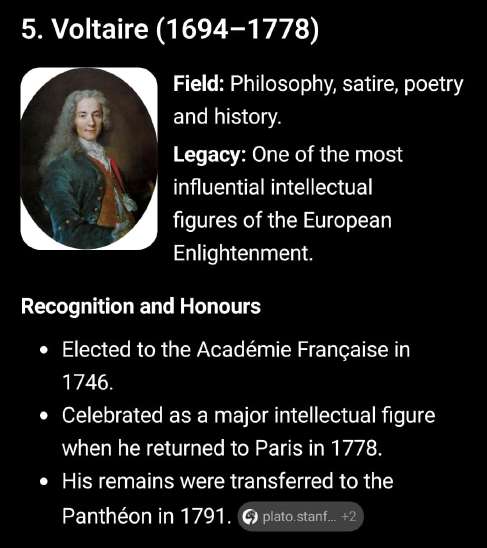 5. Voltaire (1694–1778)
Field: Philosophy, satire, poetry
and history.
Legacy: One of the most
influential intellectual
figures of the European
Enlightenment.
Recognition and Honours
• Elected to the Académie Française in
1746.
• Celebrated as a major intellectual figure
when he returned to Paris in 1778.
• His remains were transferred to the
Panthéon in 1791. plato.stanf... +2